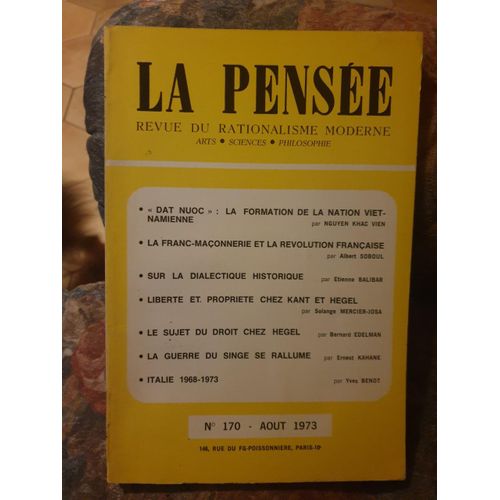 LA PENSÉE
REVUE DU RATIONALISME MODERNE
ARTS • SCIENCES • PHILOSOPHIE
• « DAT NUOC » : LA FORMATION DE LA NATION VIET-
NAMIENNE par NGUYEN KHAC VIEN
• LA FRANC-MAÇONNERIE ET LA REVOLUTION FRANÇAISE
par Albert SOBOUL
• SUR LA DIALECTIQUE HISTORIQUE par Etienne BALIBAR
• LIBERTE ET PROPRIETE CHEZ KANT ET HEGEL
par Solange MERCIER-JOSA
• LE SUJET DU DROIT CHEZ HEGEL par Bernard EDELMAN
• LA GUERRE DU SINGE SE RALLUME par Ernest KAHANE
• ITALIE 1968-1973 par Yves BENOT
N° 170 - AOUT 1973
146, RUE DU FG-POISSONNIERE, PARIS-10e